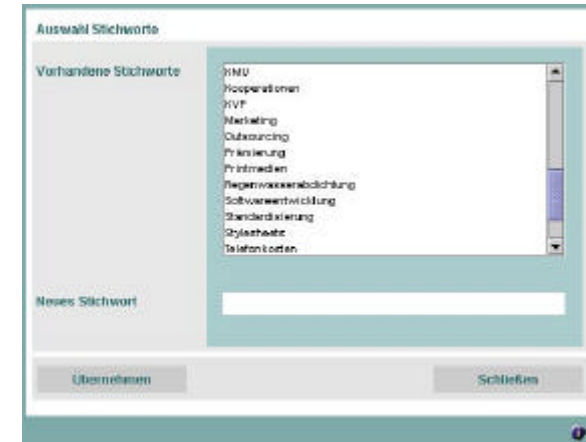 Auswahl Stichworte
Vorhandene Stichworte
KMU
Kooperationen
KVP
Marketing
Outsourcing
Prämierung
Printmedien
Regenwasserabdichtung
Softwareentwicklung
Standardisierung
Stylesheets
Telefonkosten
Neues Stichwort
Übernehmen
Schließen